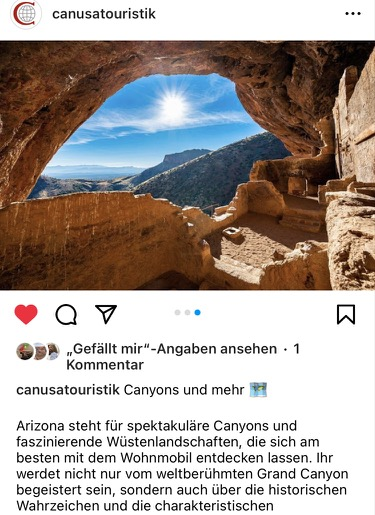 canusatouristik
„Gefällt mir“-Angaben ansehen · 1
Kommentar
canusatouristik Canyons und mehr 🏞️
Arizona steht für spektakuläre Canyons und
faszinierende Wüstenlandschaften, die sich am
besten mit dem Wohnmobil entdecken lassen. Ihr
werdet nicht nur vom weltberühmten Grand Canyon
begeistert sein, sondern auch über die historischen
Wahrzeichen und die charakteristischen